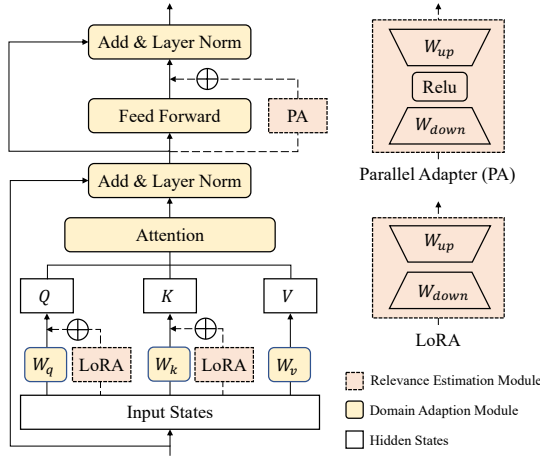 Add & Layer Norm
Feed Forward
PA
Add & Layer Norm
Attention
Q K V
W_q LoRA W_k LoRA W_v
Input States
W_up
Relu
W_down
Parallel Adapter (PA)
W_up
W_down
LoRA
Relevance Estimation Module
Domain Adaption Module
Hidden States